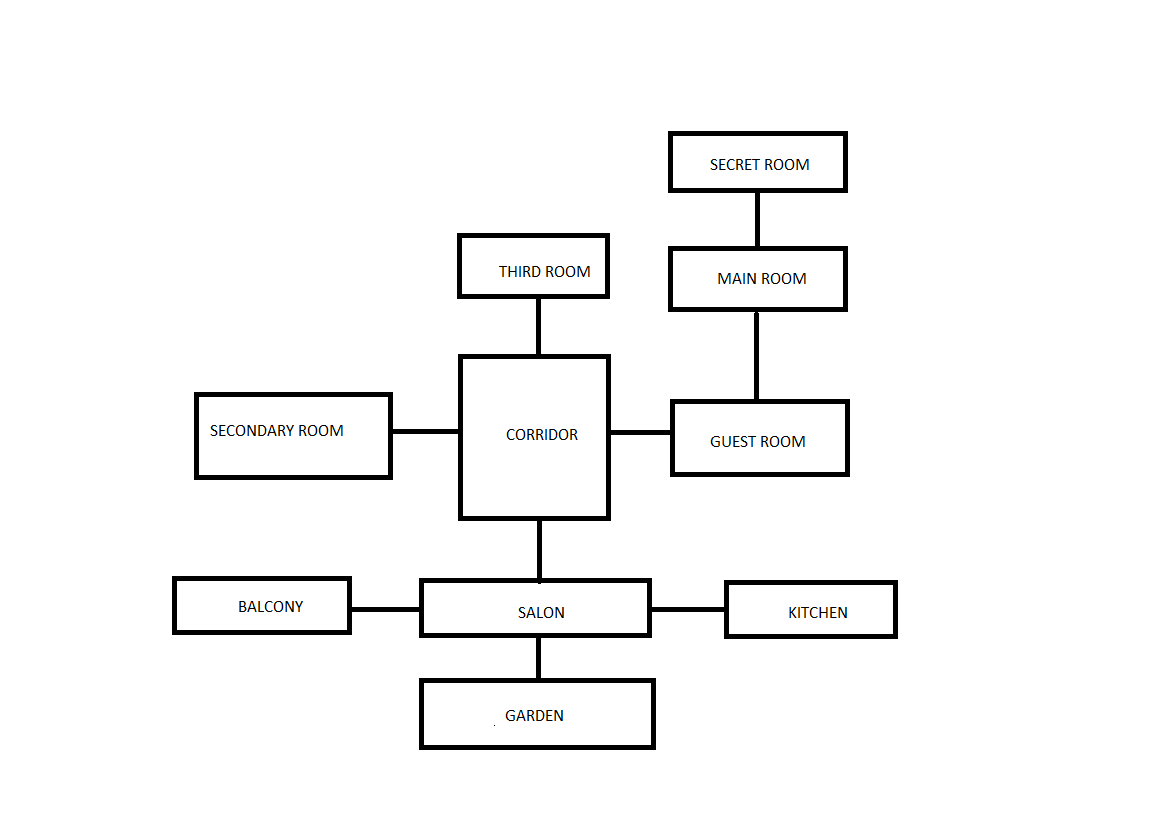 SECRET ROOM
THIRD ROOM
MAIN ROOM
SECONDARY ROOM
CORRIDOR
GUEST ROOM
BALCONY
SALON
KITCHEN
GARDEN